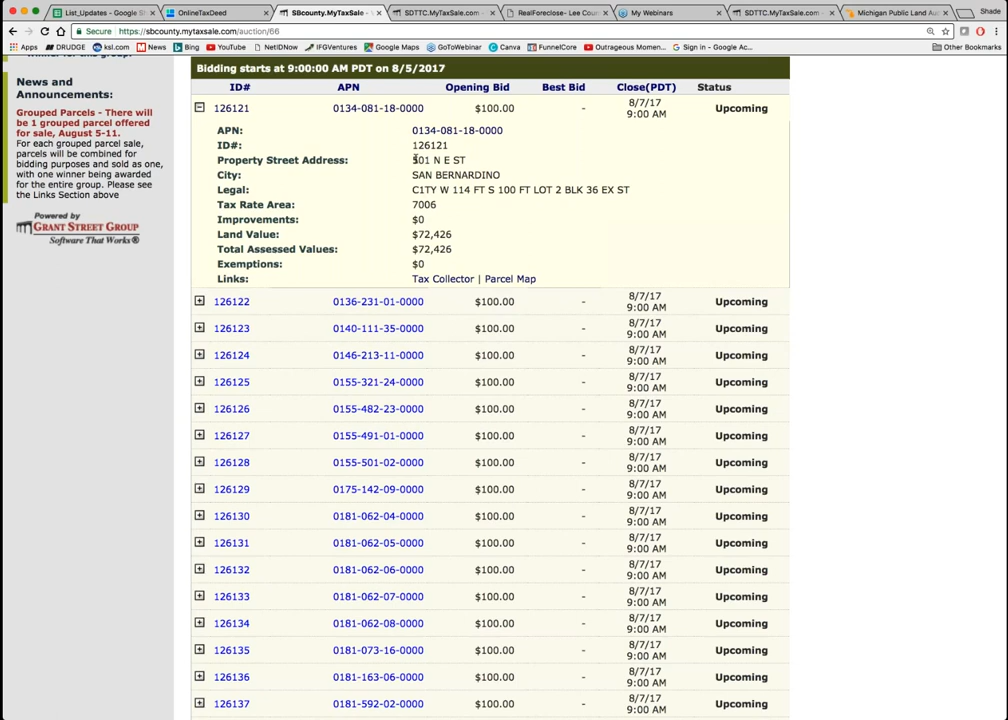 List_Updates - Google S
OnlineTaxDeed
SBcounty.MyTaxSale.com -
SDTTC.MyTaxSale.com -
RealForeclose- Lee Coun
My Webinars
SDTTC.MyTaxSale.com -
Michigan Public Land Au
Shade
Secure https://sbcounty.mytaxsale.com/auction/66
Apps DRUDGE ksl.com News Bing YouTube NetIDNow IFGVentures Google Maps GoToWebinar Canva FunnelCore Outrageous Momen... Sign in - Google Ac... Other Bookmarks
News and
Announcements:
Grouped Parcels - There will
be 1 grouped parcel offered
for sale, August 5-11.
For each grouped parcel sale,
parcels will be combined for
bidding purposes and sold as one,
with one winner being awarded
for the entire group. Please see
the Links Section above
Powered by
GRANT STREET GROUP
Software That Works®
Bidding starts at 9:00:00 AM PDT on 8/5/2017
ID# APN Opening Bid Best Bid Close(PDT) Status
126121 0134-081-18-0000 $100.00 - 8/7/17 9:00 AM Upcoming
APN: 0134-081-18-0000
ID#: 126121
Property Street Address: 01 N E ST
City: SAN BERNARDINO
Legal: C1TY W 114 FT S 100 FT LOT 2 BLK 36 EX ST
Tax Rate Area: 7006
Improvements: $0
Land Value: $72,426
Total Assessed Values: $72,426
Exemptions: $0
Links: Tax Collector | Parcel Map
126122 0136-231-01-0000 $100.00 - 8/7/17 9:00 AM Upcoming
126123 0140-111-35-0000 $100.00 - 8/7/17 9:00 AM Upcoming
126124 0146-213-11-0000 $100.00 - 8/7/17 9:00 AM Upcoming
126125 0155-321-24-0000 $100.00 - 8/7/17 9:00 AM Upcoming
126126 0155-482-23-0000 $100.00 - 8/7/17 9:00 AM Upcoming
126127 0155-491-01-0000 $100.00 - 8/7/17 9:00 AM Upcoming
126128 0155-501-02-0000 $100.00 - 8/7/17 9:00 AM Upcoming
126129 0175-142-09-0000 $100.00 - 8/7/17 9:00 AM Upcoming
126130 0181-062-04-0000 $100.00 - 8/7/17 9:00 AM Upcoming
126131 0181-062-05-0000 $100.00 - 8/7/17 9:00 AM Upcoming
126132 0181-062-06-0000 $100.00 - 8/7/17 9:00 AM Upcoming
126133 0181-062-07-0000 $100.00 - 8/7/17 9:00 AM Upcoming
126134 0181-062-08-0000 $100.00 - 8/7/17 9:00 AM Upcoming
126135 0181-073-16-0000 $100.00 - 8/7/17 9:00 AM Upcoming
126136 0181-163-06-0000 $100.00 - 8/7/17 9:00 AM Upcoming
126137 0181-592-02-0000 $100.00 - 8/7/17 9:00 AM Upcoming